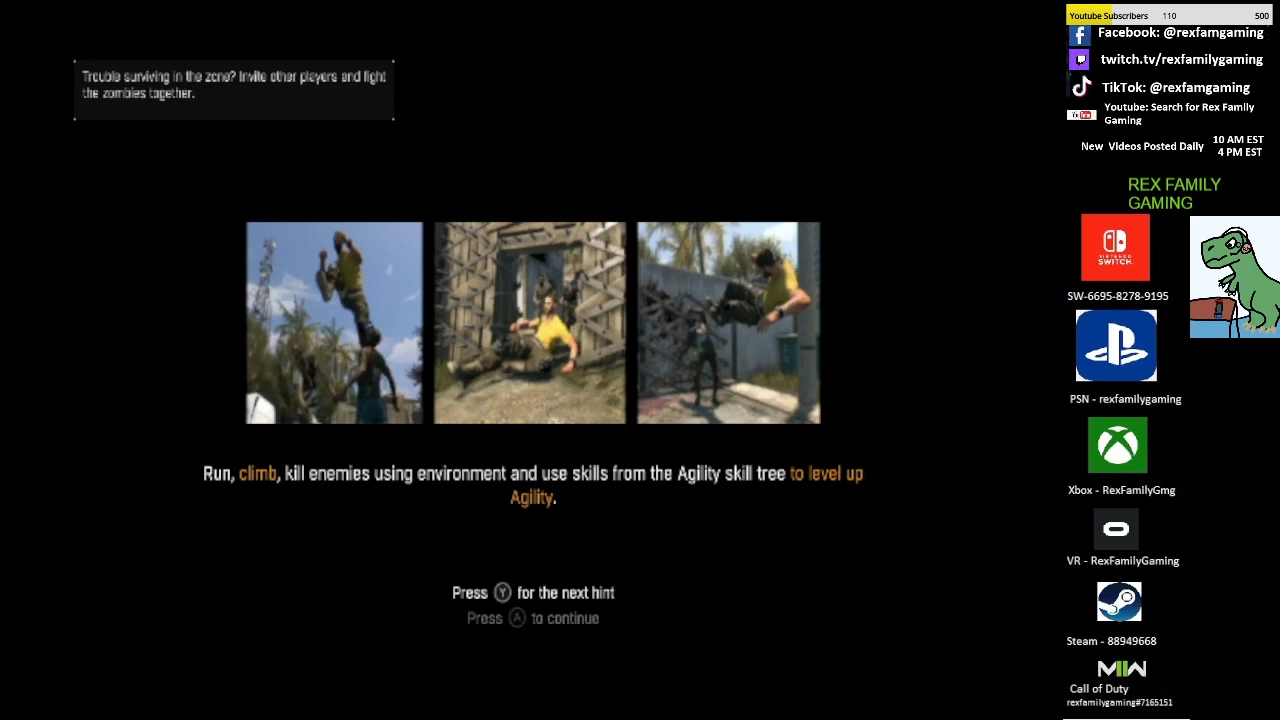 Trouble surviving in the zone? Invite other players and fight
the zombies together.
Run, climb, kill enemies using environment and use skills from the Agility skill tree to level up
Agility.
Press Y for the next hint
Press A to continue
Youtube Subscribers 110 500
Facebook: @rexfamgaming
twitch.tv/rexfamilygaming
TikTok: @rexfamgaming
Youtube: Search for Rex Family
Gaming
New Videos Posted Daily
10 AM EST
4 PM EST
REX FAMILY
GAMING
NINTENDO
SWITCH
SW-6695-8278-9195
PSN - rexfamilygaming
Xbox - RexFamilyGmg
VR - RexFamilyGaming
Steam - 88949668
MW
Call of Duty
rexfamilygaming#7165151